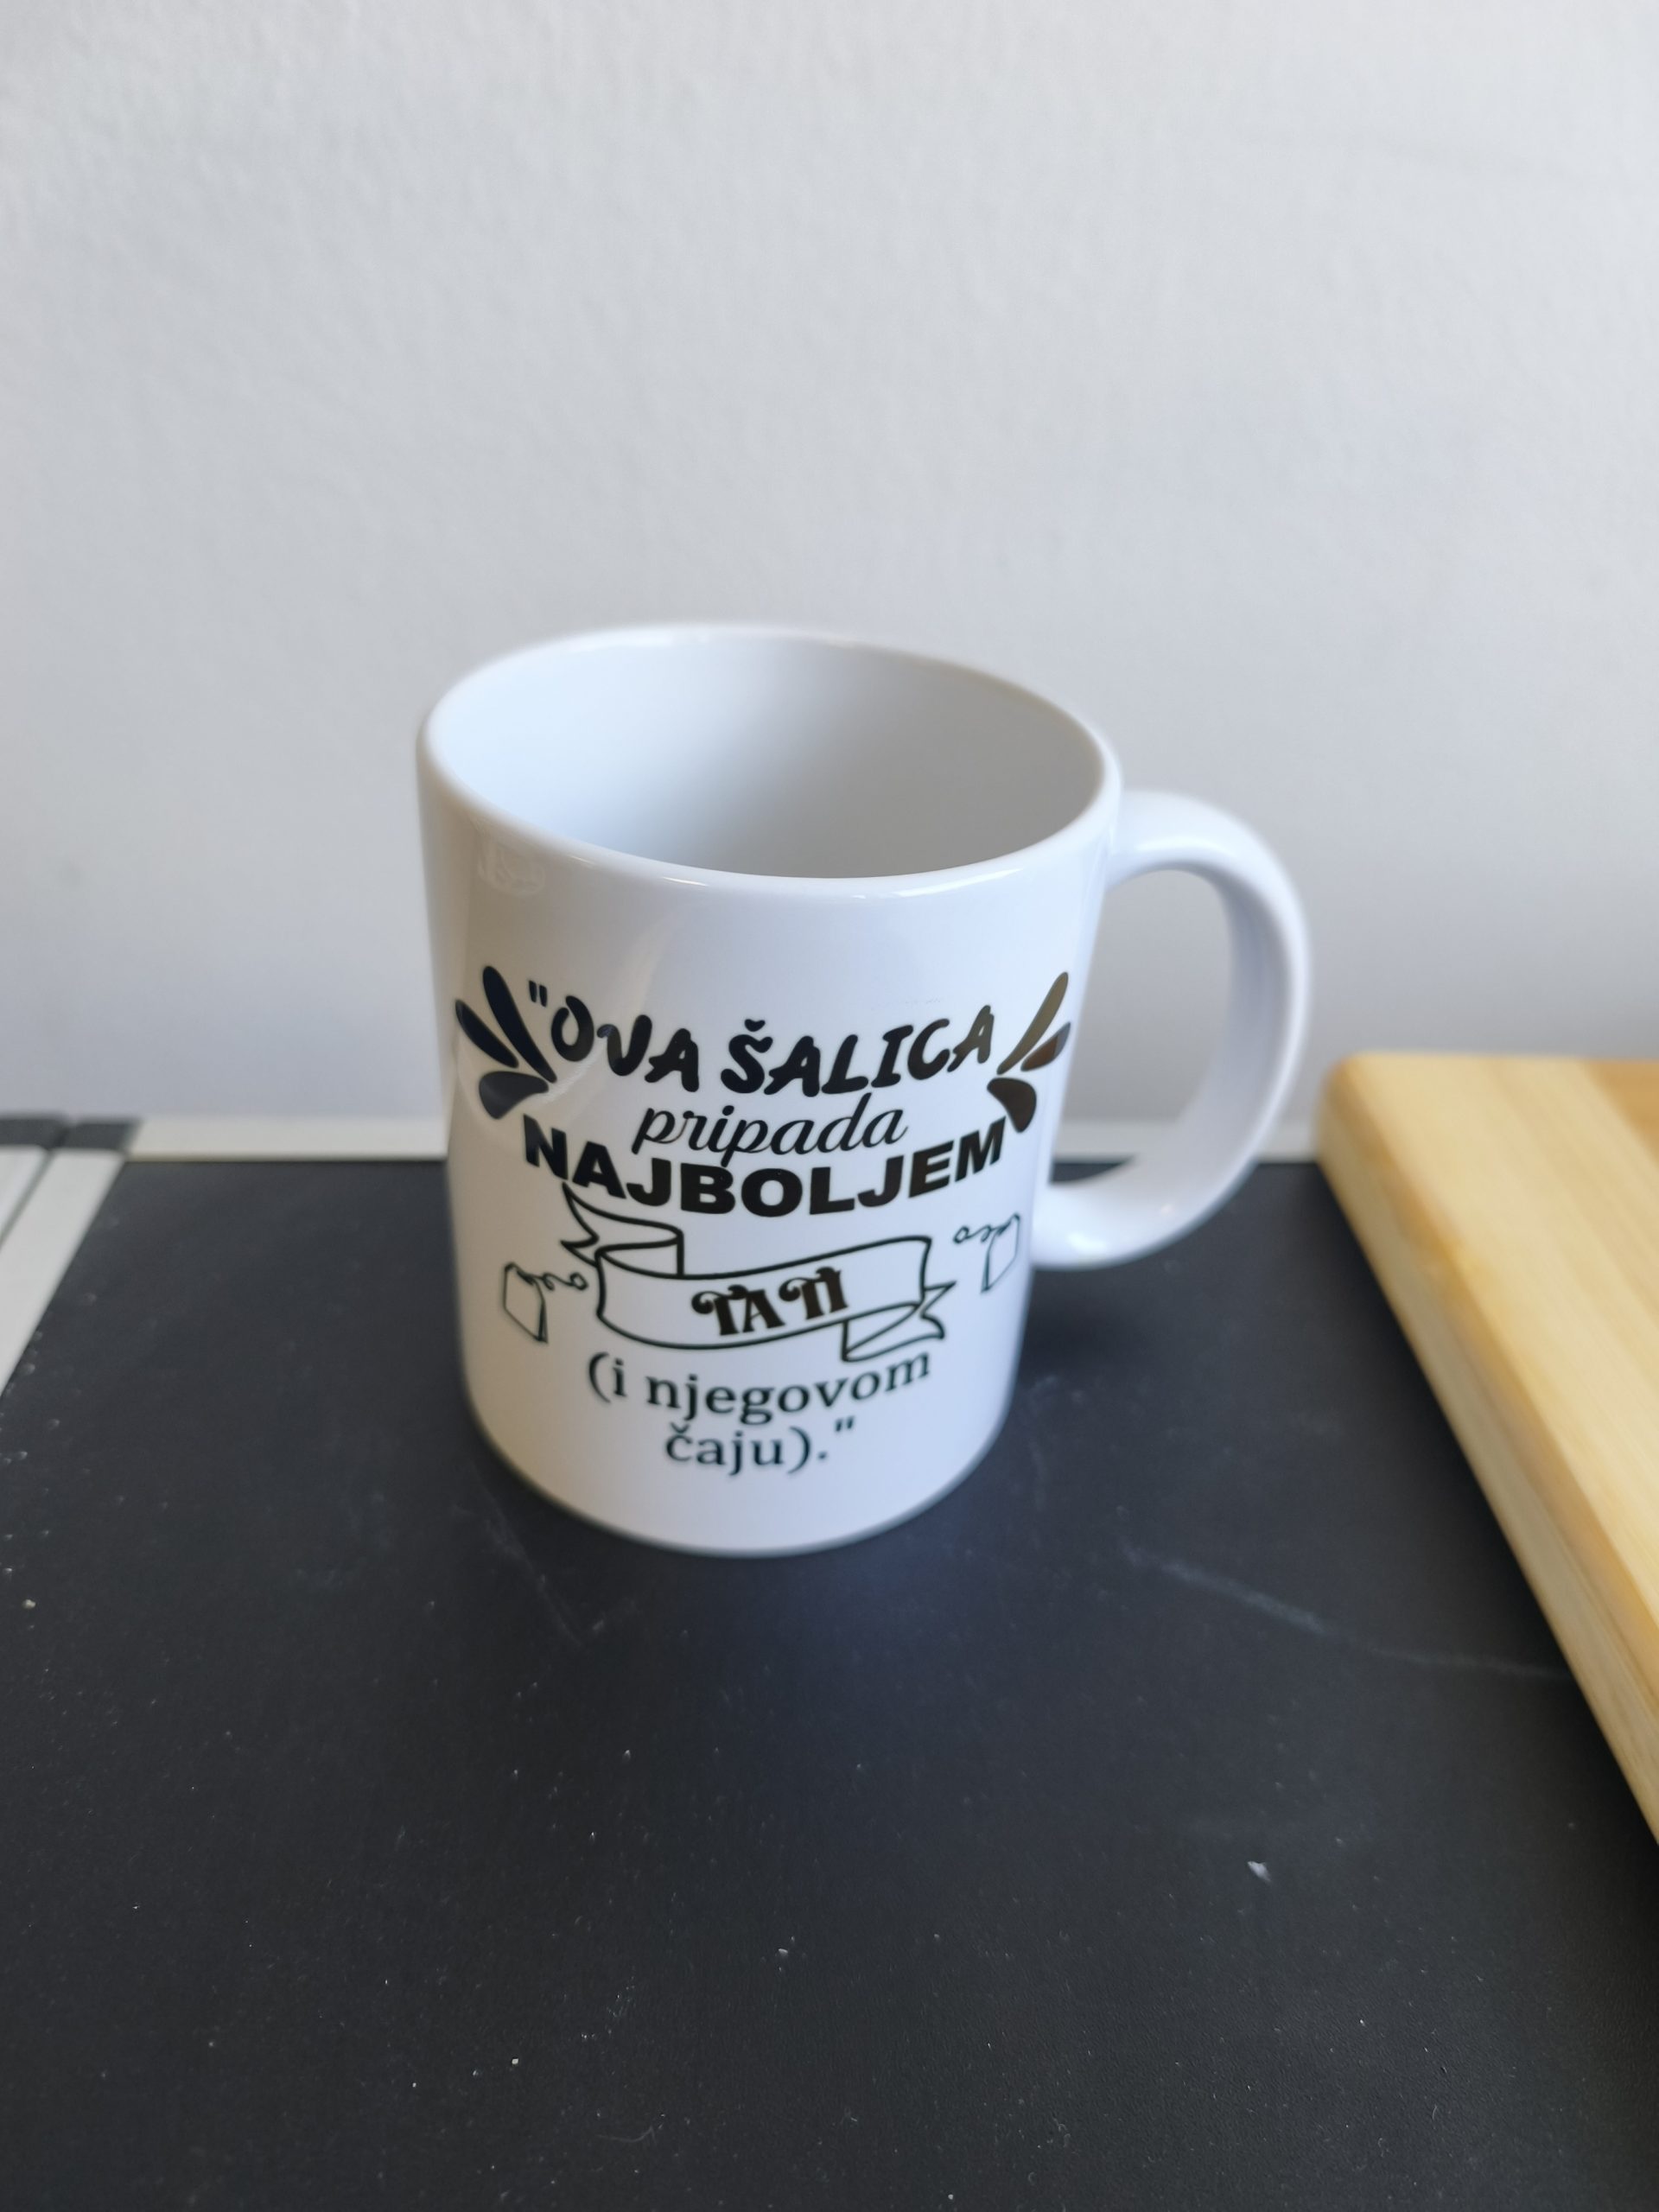 "OVA ŠALICA
pripada
NAJBOLJEM
TATI
(i njegovom
čaju)."